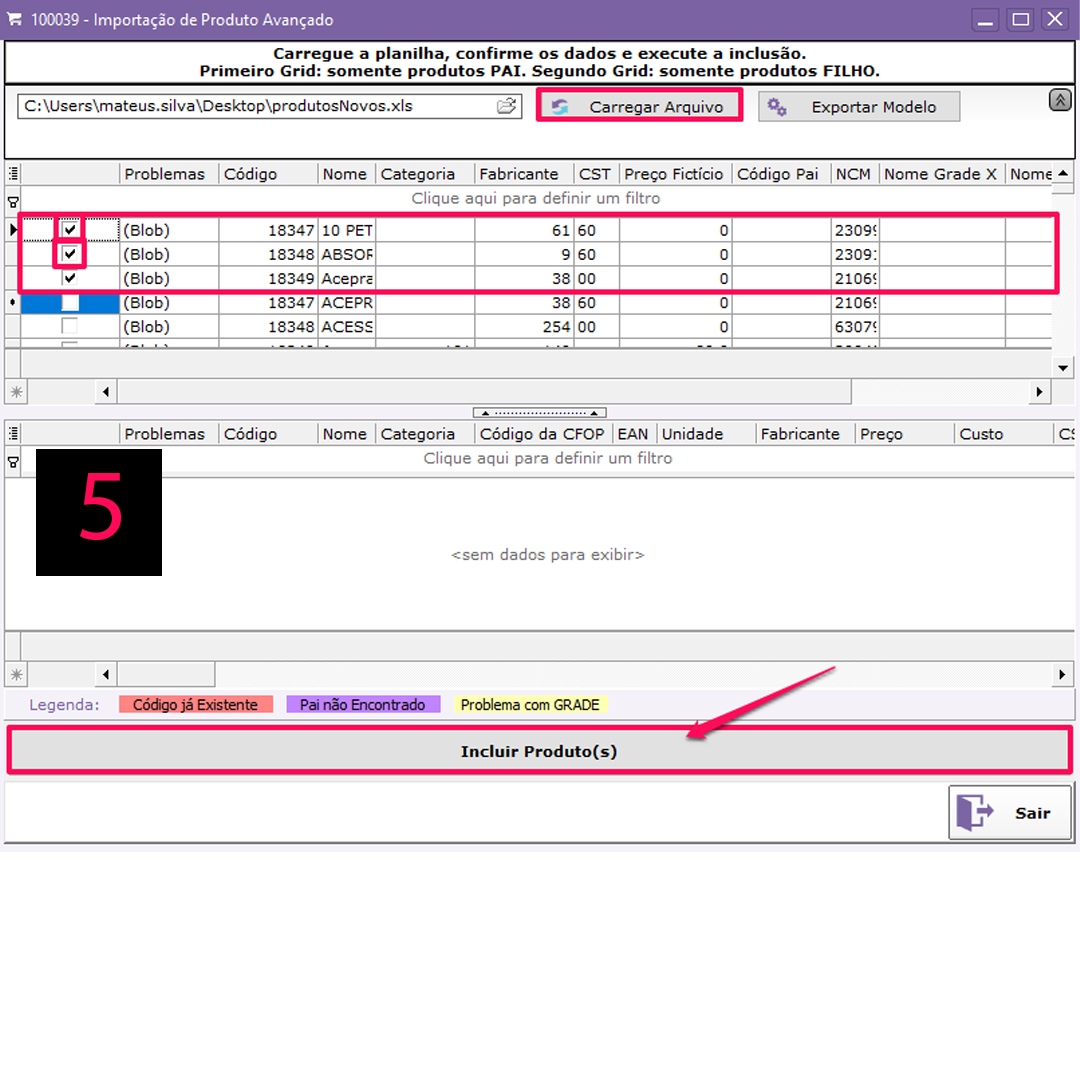 100039 - Importação de Produto Avançado
Carregue a planilha, confirme os dados e execute a inclusão.
Primeiro Grid: somente produtos PAI. Segundo Grid: somente produtos FILHO.
C:\Users\mateus.silva\Desktop\produtosNovos.xls Carregar Arquivo Exportar Modelo
Problemas Código Nome Categoria Fabricante CST Preço Fictício Código Pai NCM Nome Grade X Nome
Clique aqui para definir um filtro
(Blob) 18347 10 PET 61 60 0 2309
(Blob) 18348 ABSOR 9 60 0 2309
(Blob) 18349 Acepra 38 00 0 2106
(Blob) 18347 ACEPR 38 60 0 2106
(Blob) 18348 ACESS 254 00 0 6307
Problemas Código Nome Categoria Código da CFOP EAN Unidade Fabricante Preço Custo CS
Clique aqui para definir um filtro
5
<sem dados para exibir>
Legenda: Código já Existente Pai não Encontrado Problema com GRADE
Incluir Produto(s)
Sair